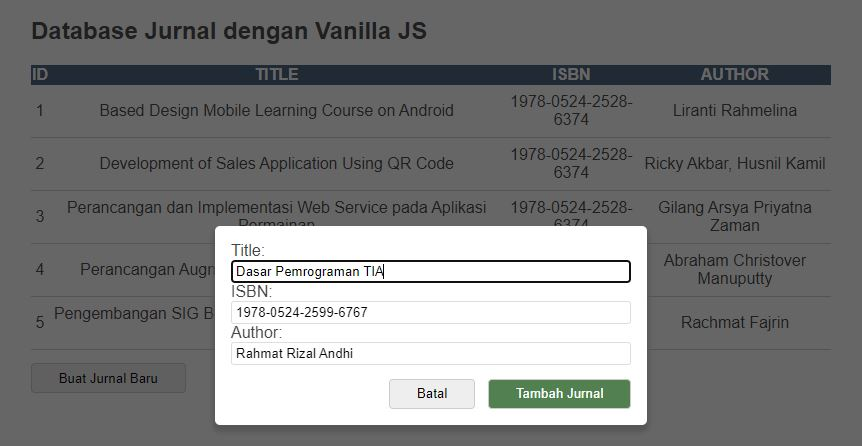 Database Jurnal dengan Vanilla JS
ID TITLE ISBN AUTHOR
1 Based Design Mobile Learning Course on Android 1978-0524-2528-
6374 Liranti Rahmelina
2 Development of Sales Application Using QR Code 1978-0524-2528-
6374 Ricky Akbar, Husnil Kamil
3 Perancangan dan Implementasi Web Service pada Aplikasi
Permainan 1978-0524-2528-
6374 Gilang Arsya Priyatna
Zaman
4 Perancangan Augm
Abraham Christover
Manuputty
5 Pengembangan SIG B
Rachmat Fajrin
Buat Jurnal Baru
Title:
Dasar Pemrograman TIA
ISBN:
1978-0524-2599-6767
Author:
Rahmat Rizal Andhi
Batal
Tambah Jurnal